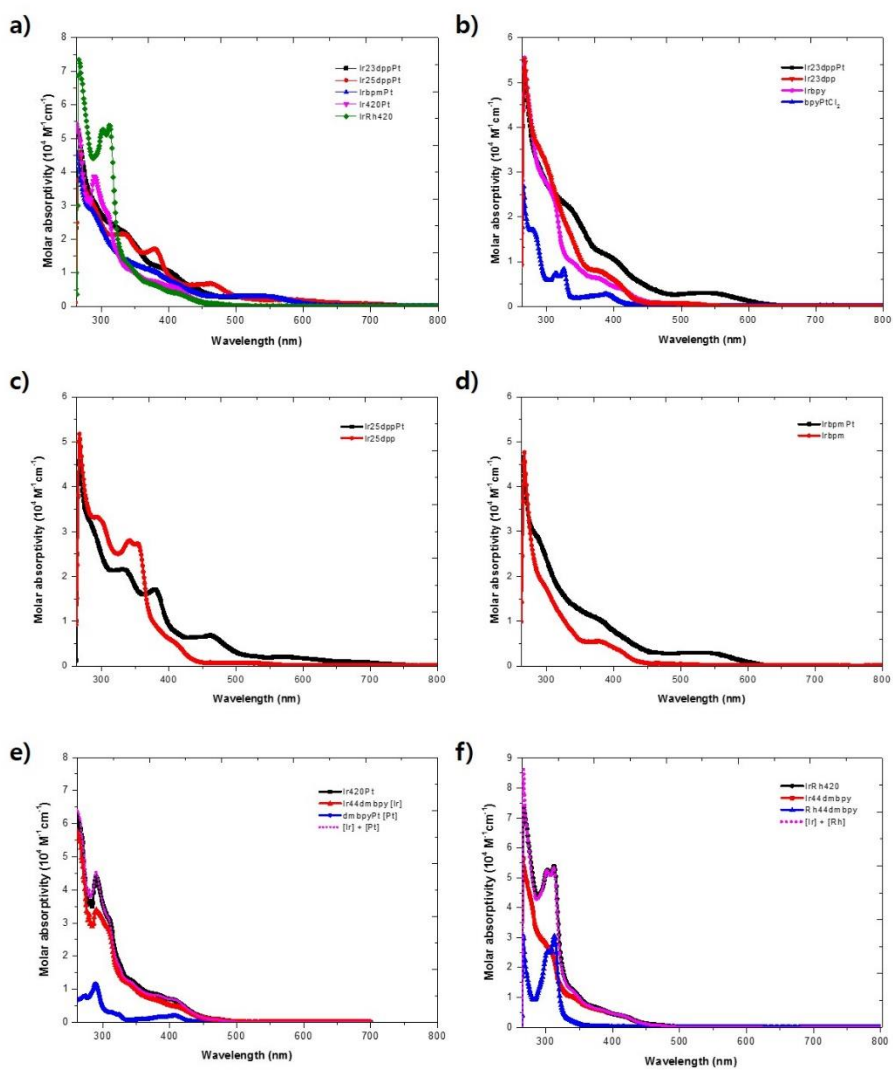 a)
Ir23dppPt
Ir25dppPt
IrbpmPt
Ir420Pt
IrRh420
Molar absorptivity (10⁴ M⁻¹cm⁻¹)
8
7
6
5
4
3
2
1
0
300 400 500 600 700 800
Wavelength (nm)
b)
Ir23dppPt
Ir23dpp
Irbpy
bpyPtCl₂
Molar absorptivity (10⁴ M⁻¹cm⁻¹)
6
5
4
3
2
1
0
300 400 500 600 700 800
Wavelength (nm)
c)
Ir25dppPt
Ir25dpp
Molar absorptivity (10⁴ M⁻¹cm⁻¹)
6
5
4
3
2
1
0
300 400 500 600 700 800
Wavelength (nm)
d)
IrbpmPt
Irbpm
Molar absorptivity (10⁴ M⁻¹cm⁻¹)
6
5
4
3
2
1
0
300 400 500 600 700 800
Wavelength (nm)
e)
Ir420Pt
Ir44dmbpy [Ir]
dmbpyPt [Pt]
[Ir] + [Pt]
Molar absorptivity (10⁴ M⁻¹cm⁻¹)
8
7
6
5
4
3
2
1
0
300 400 500 600 700 800
Wavelength (nm)
f)
IrRh420
Ir44dmbpy
Rh44dmbpy
[Ir] + [Rh]
Molar absorptivity (10⁴ M⁻¹cm⁻¹)
9
8
7
6
5
4
3
2
1
0
300 400 500 600 700 800
Wavelength (nm)